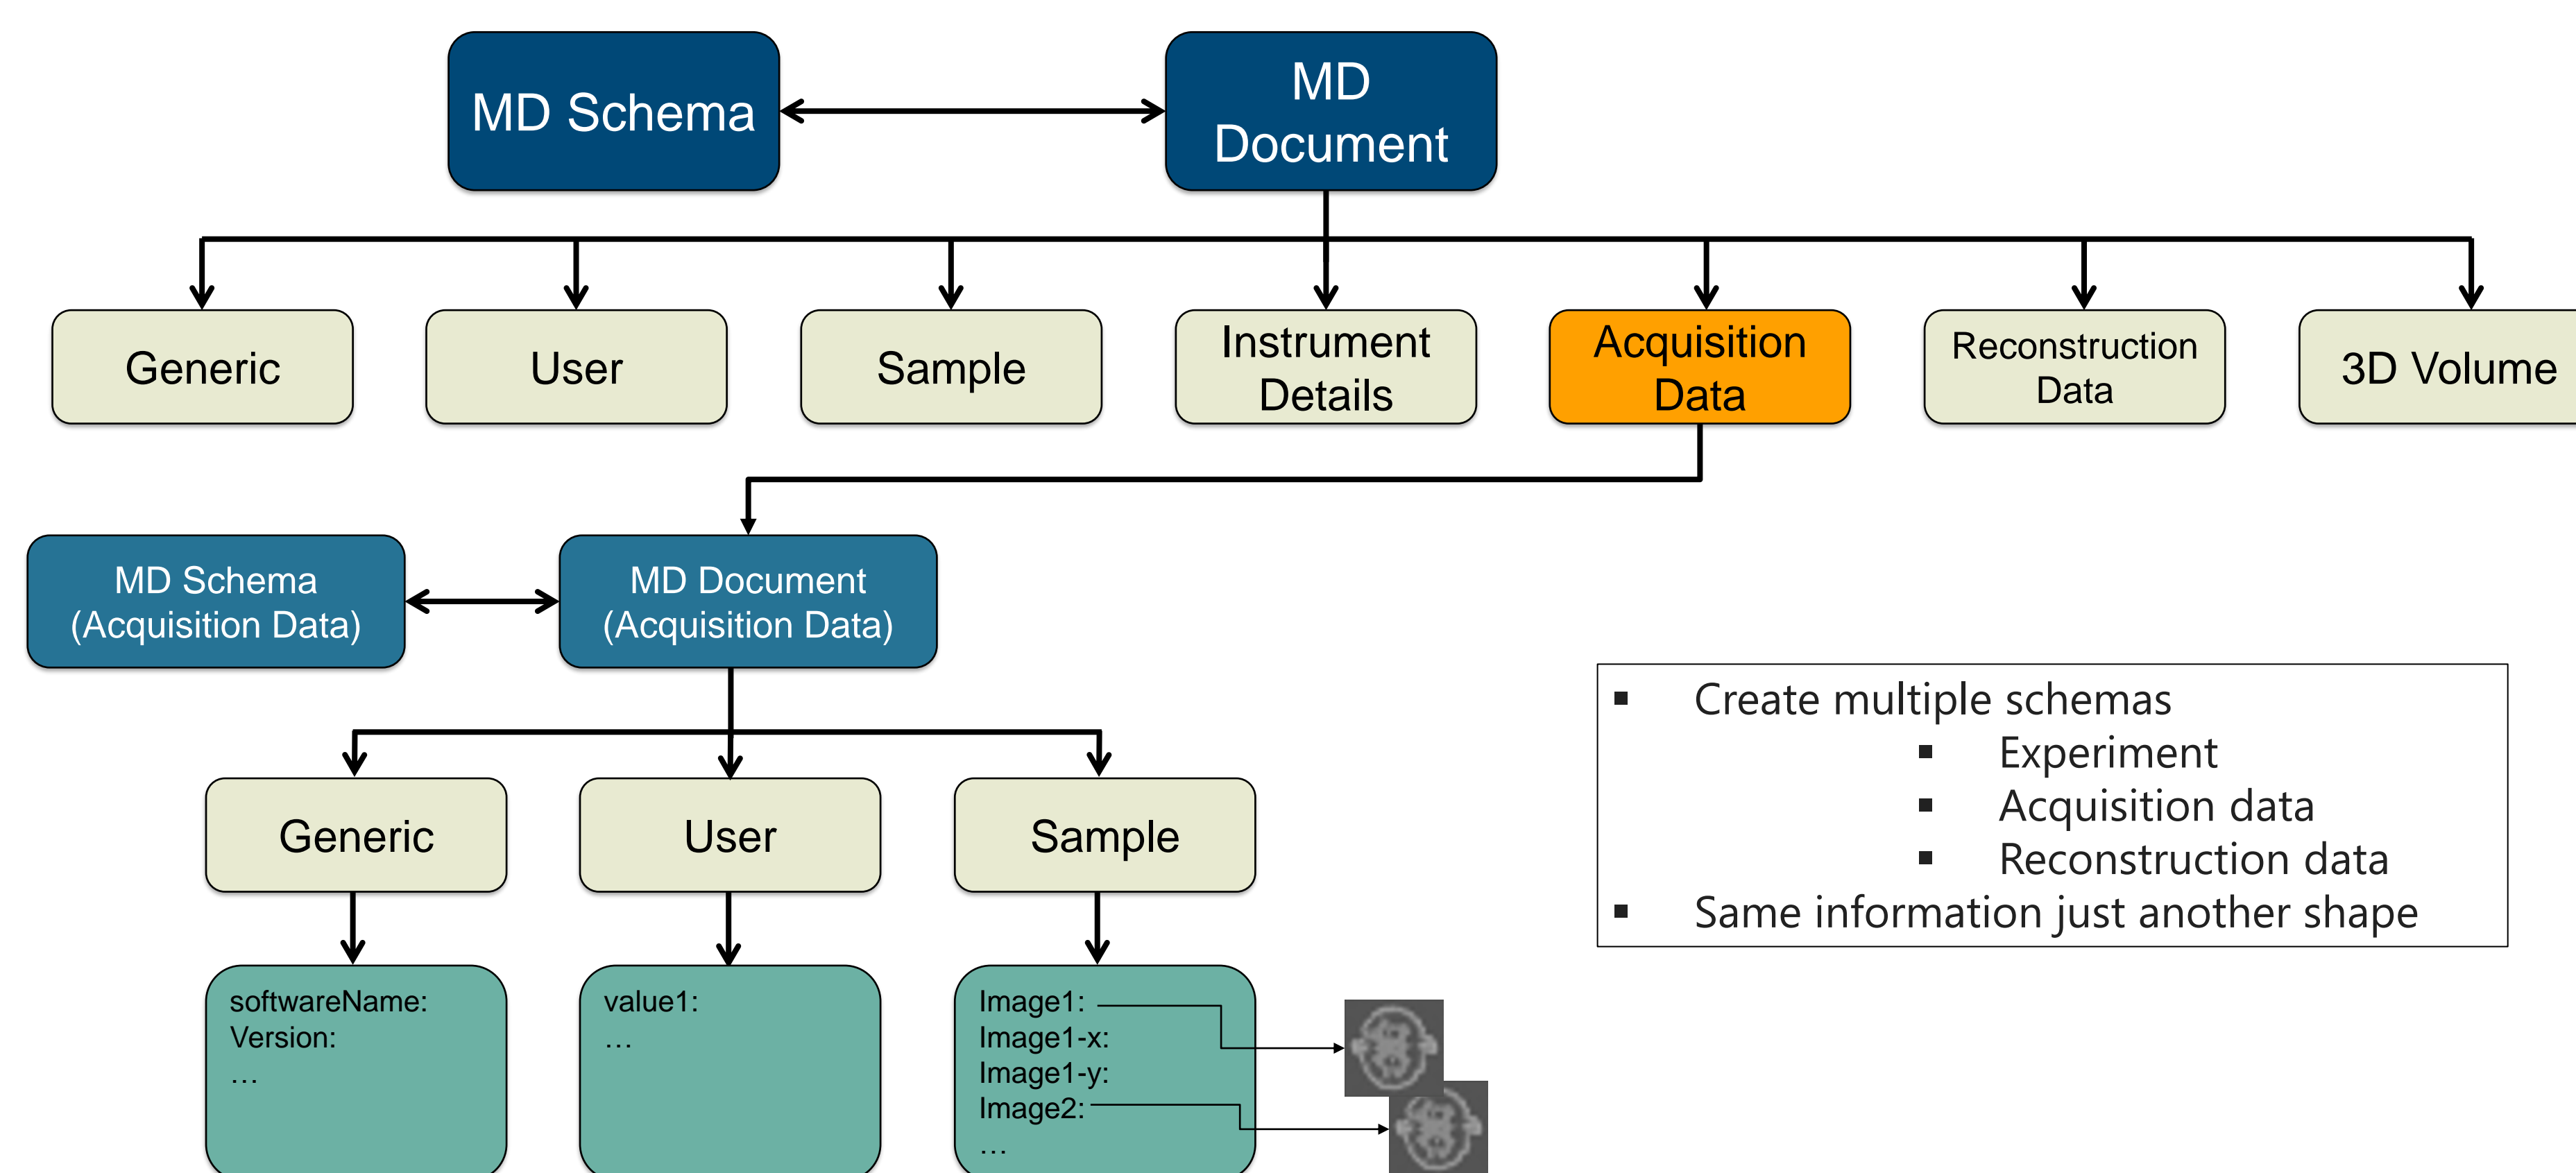 MD Schema
MD
Document
Generic
User
Sample
Instrument
Details
Acquisition
Data
Reconstruction
Data
3D Volume
MD Schema
(Acquisition Data)
MD Document
(Acquisition Data)
▪ Create multiple schemas
▪ Experiment
▪ Acquisition data
▪ Reconstruction data
▪ Same information just another shape
Generic
User
Sample
softwareName:
Version:
…
value1:
…
Image1:
Image1-x:
Image1-y:
Image2:
…